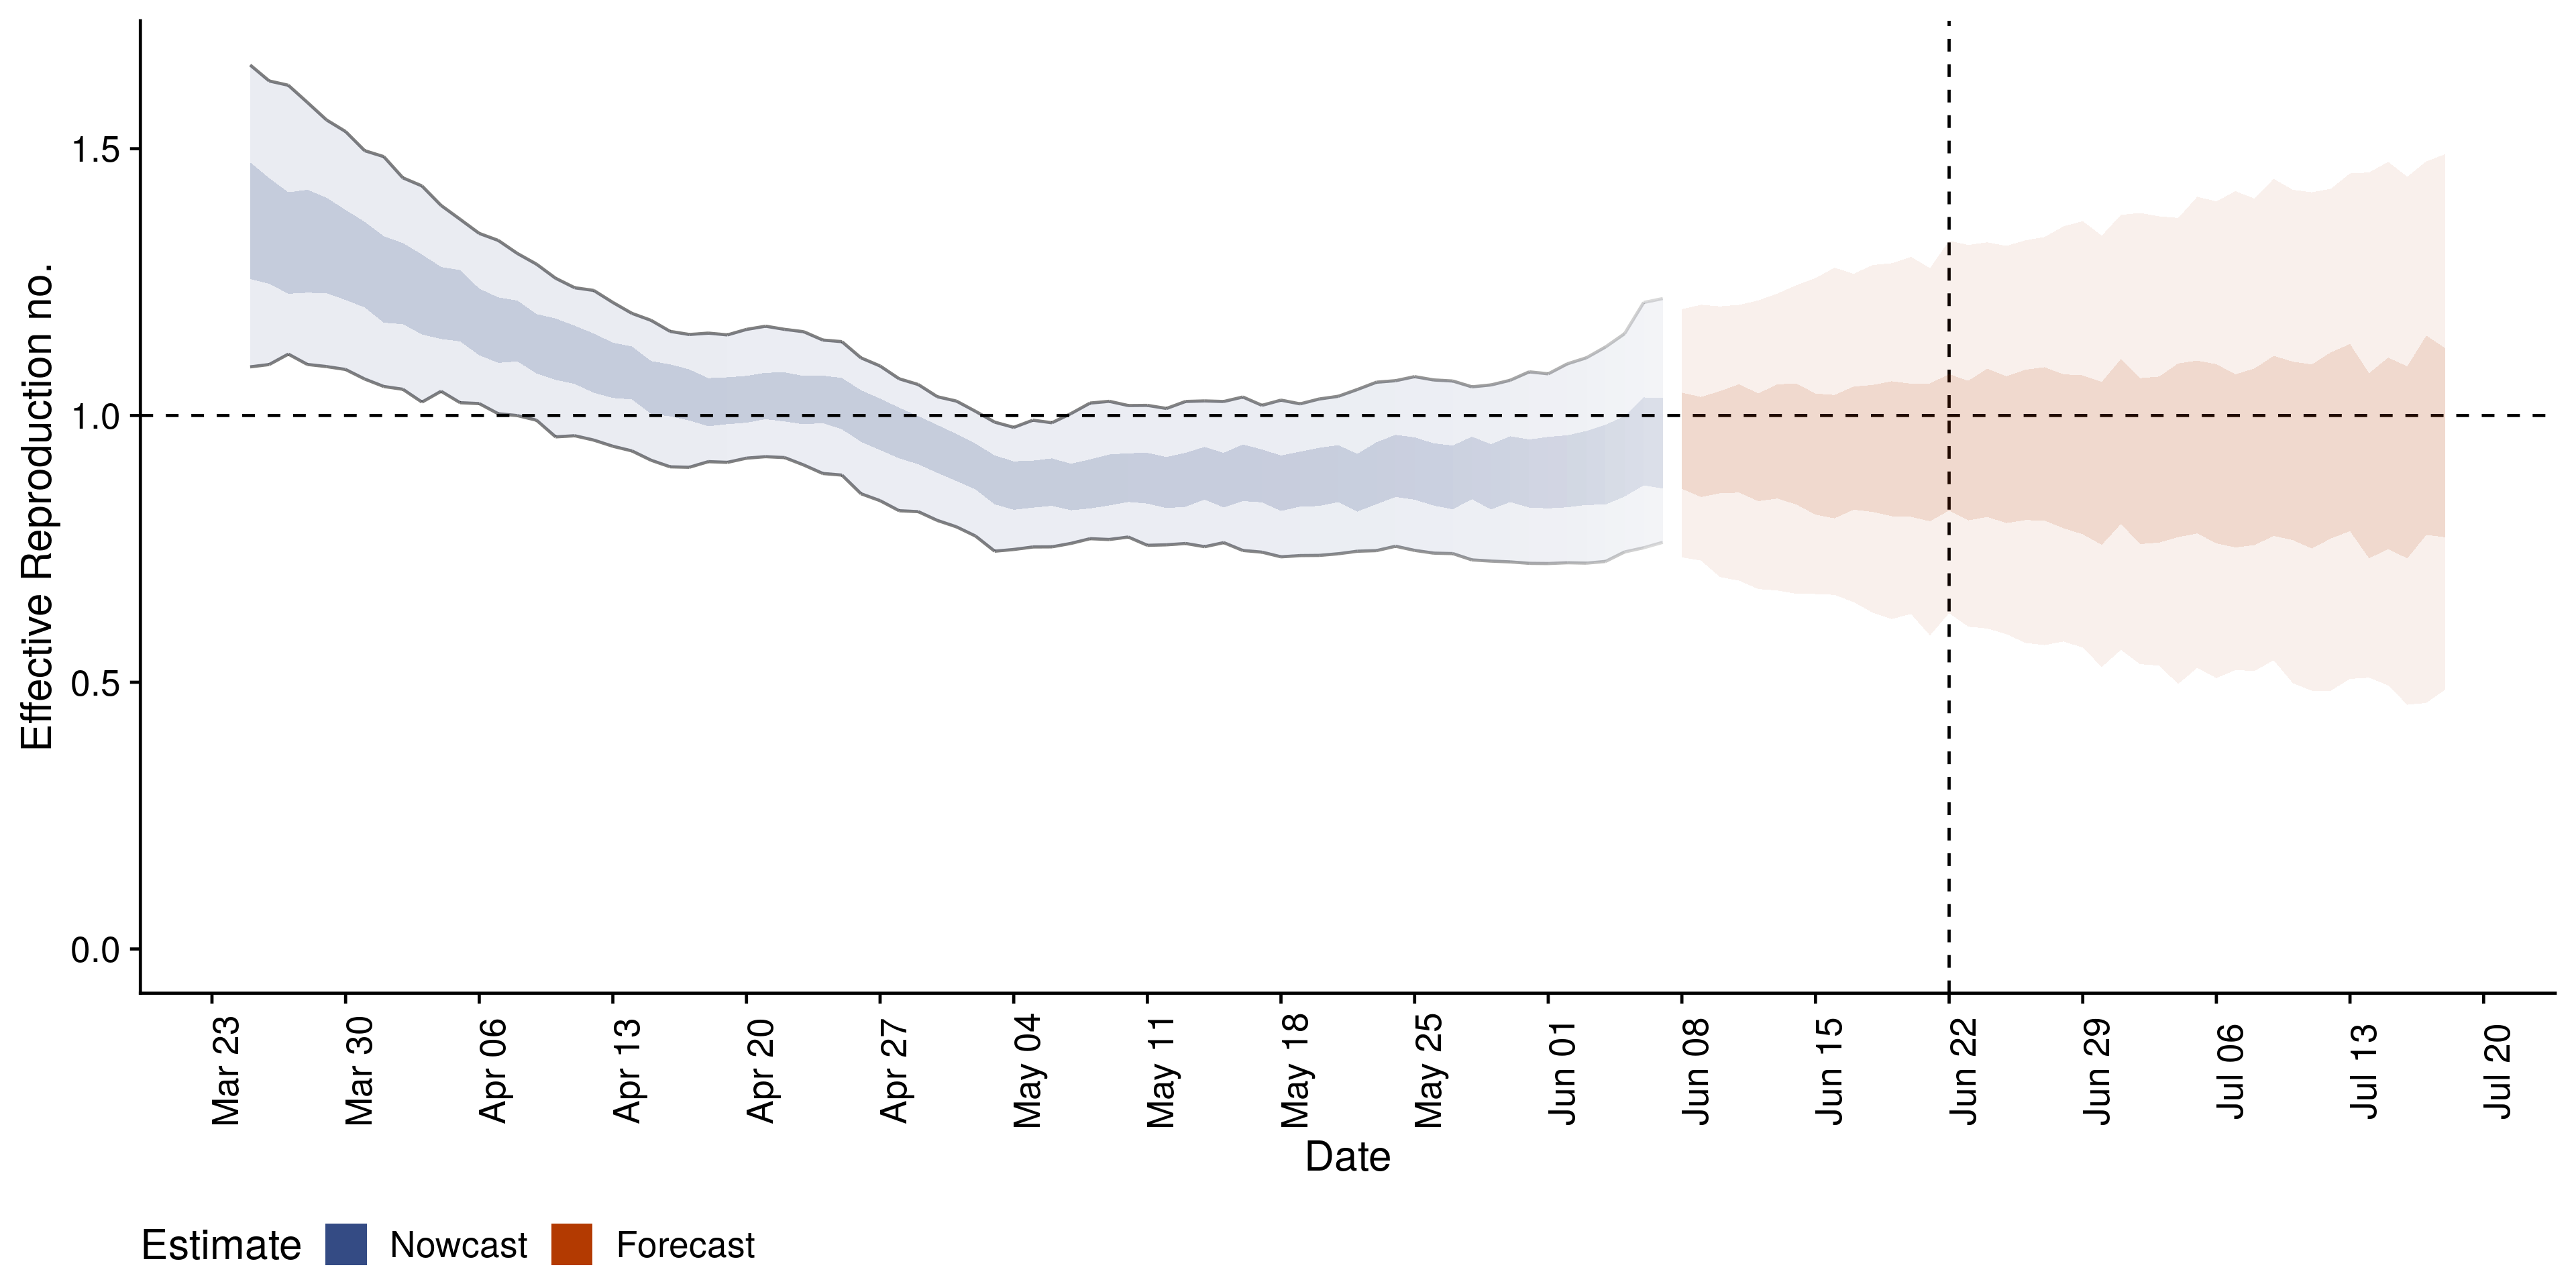 Effective Reproduction no.
1.5
1.0
0.5
0.0
Mar 23
Mar 30
Apr 06
Apr 13
Apr 20
Apr 27
May 04
May 11
May 18
May 25
Jun 01
Jun 08
Jun 15
Jun 22
Jun 29
Jul 06
Jul 13
Jul 20
Date
Estimate Nowcast Forecast